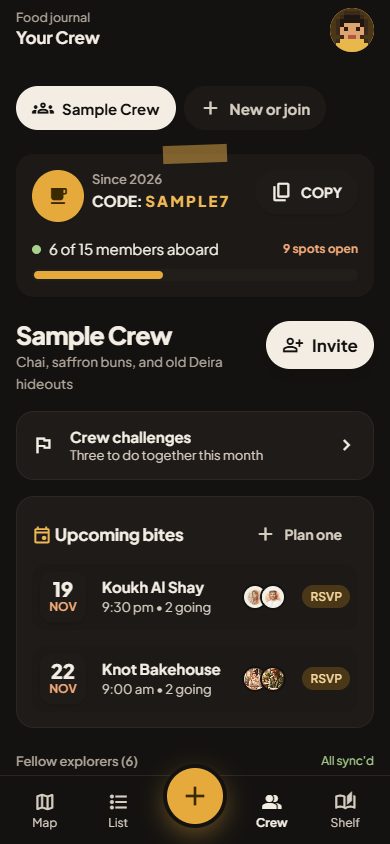 Food journal
Your Crew
Sample Crew
New or join
Since 2026
CODE: SAMPLE7
COPY
6 of 15 members aboard
9 spots open
Sample Crew
Invite
Chai, saffron buns, and old Deira
hideouts
Crew challenges
Three to do together this month
Upcoming bites
Plan one
19
NOV
Koukh Al Shay
9:30 pm • 2 going
RSVP
22
NOV
Knot Bakehouse
9:00 am • 2 going
RSVP
Fellow explorers (6)
All sync'd
Map
List
Crew
Shelf